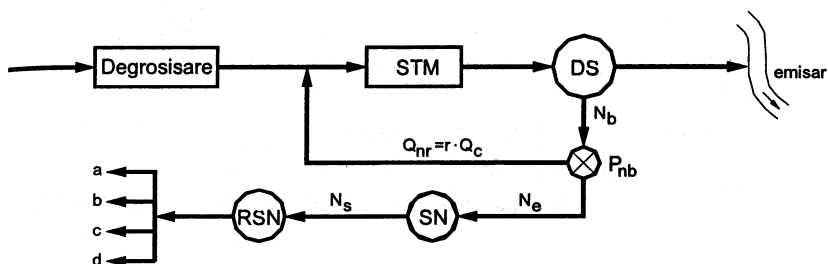 Degrosisare
STM
DS
emisar
N_b
Q_nr=r·Q_c
P_nb
a
b
c
d
RSN
N_s
SN
N_e